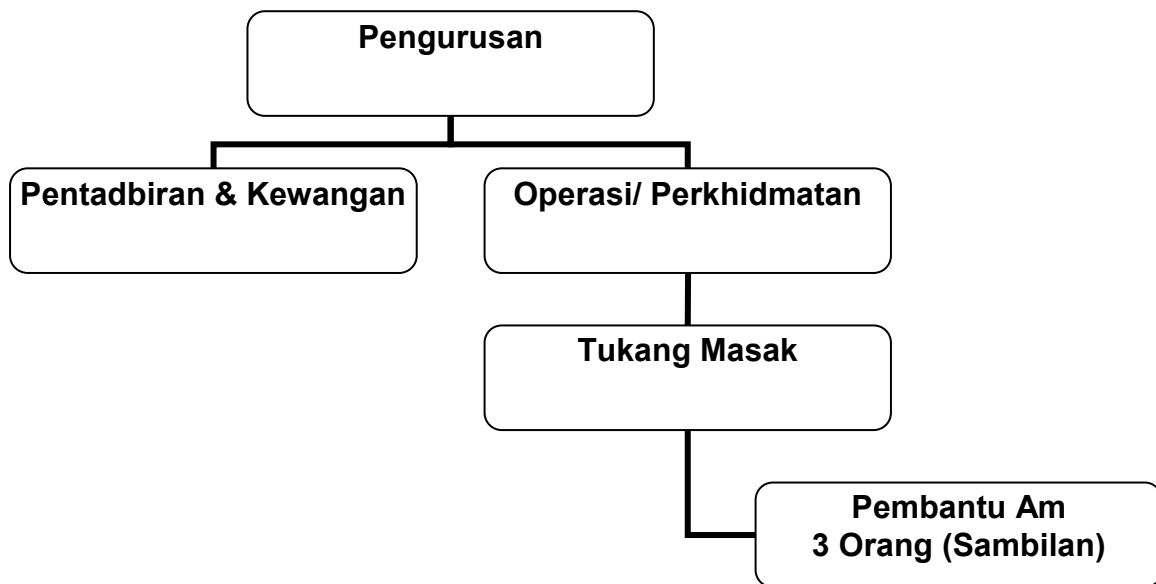 Pengurusan
Pentadbiran & Kewangan
Operasi/ Perkhidmatan
Tukang Masak
Pembantu Am
3 Orang (Sambilan)